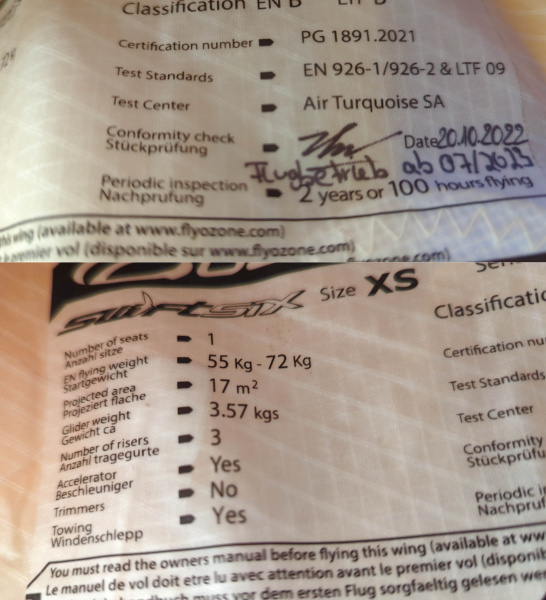 Classification EN B
Certification number PG 1891.2021
Test Standards EN 926-1/926-2 & LTF 09
Test Center Air Turquoise SA
Conformity check
Stückprüfung
Date 20.10.2022
Flugbetrieb ab 07/2023
Periodic inspection
Nachprüfung
2 years or 100 hours flying
this wing (available at www.flyozone.com)
premier vol (disponible sur www.flyozone.com)
swift six Size XS
Number of seats
Anzahl sitze
1
EN flying weight
Startgewicht
55 Kg - 72 Kg
Projected area
Projeziert flache
17 m²
Glider weight
Gewicht ca
3.57 kgs
Number of risers
Anzahl tragegurte
3
Accelerator
Beschleuniger
Yes
Trimmers
No
Towing
Windenschlepp
Yes
Classificatio
Certification nu
Test Standards
Test Center
Conformity
Stückprüfu
Periodic in
Nachprüf
You must read the owners manual before flying this wing (available at ww
Le manuel de vol doit etre lu avec attention avant le premier vol (disponib
muss vor dem ersten Flug sorgfaeltig gelesen wer